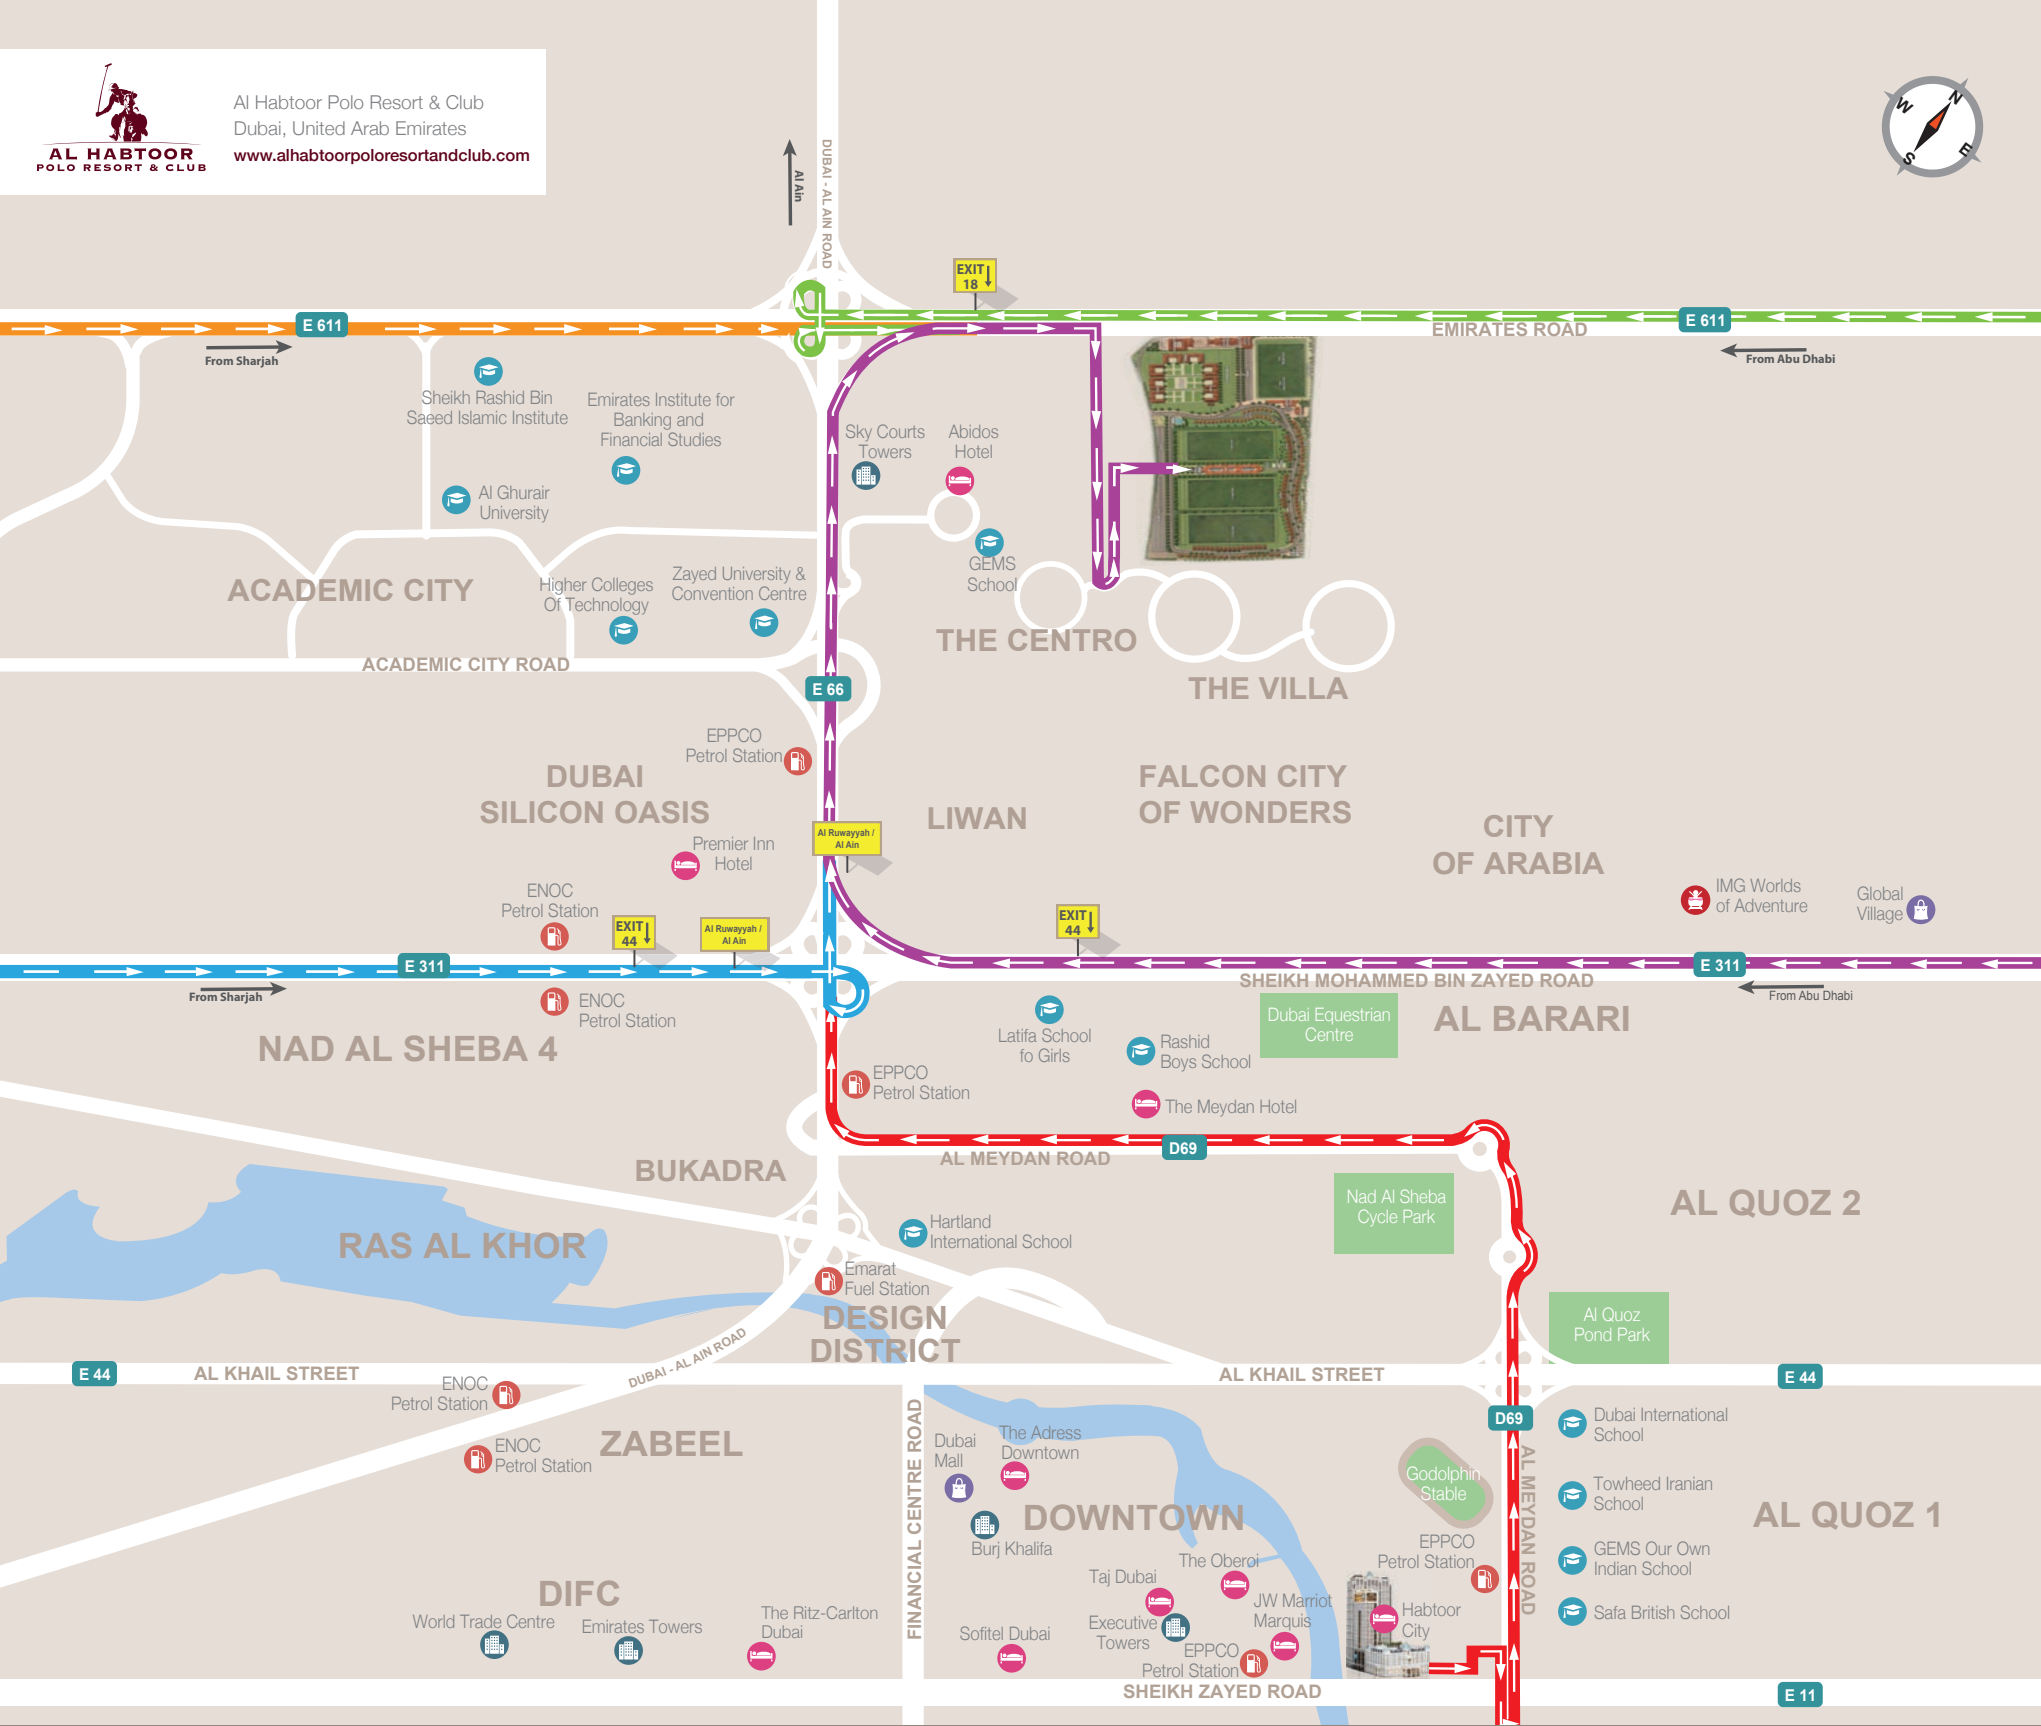 AL HABTOOR
POLO RESORT & CLUB
Al Habtoor Polo Resort & Club
Dubai, United Arab Emirates
www.alhabtoorpoloresortandclub.com
N
W
E
S
Al Ain
DUBAI - AL AIN ROAD
EXIT
18
E 611
From Sharjah
EMIRATES ROAD
E 611
From Abu Dhabi
Sheikh Rashid Bin
Saeed Islamic Institute
Emirates Institute for
Banking and
Financial Studies
Al Ghurair
University
Sky Courts
Towers
Abidos
Hotel
GEMS
School
ACADEMIC CITY
Higher Colleges
Of Technology
Zayed University &
Convention Centre
THE CENTRO
ACADEMIC CITY ROAD
E 66
THE VILLA
EPPCO
Petrol Station
DUBAI
SILICON OASIS
LIWAN
FALCON CITY
OF WONDERS
CITY
OF ARABIA
Al Ruwayyah /
Al Ain
Premier Inn
Hotel
ENOC
Petrol Station
EXIT
44
Al Ruwayyah /
Al Ain
EXIT
44
IMG Worlds
of Adventure
Global
Village
E 311
From Sharjah
SHEIKH MOHAMMED BIN ZAYED ROAD
E 311
From Abu Dhabi
ENOC
Petrol Station
NAD AL SHEBA 4
Latifa School
fo Girls
Rashid
Boys School
Dubai Equestrian
Centre
AL BARARI
EPPCO
Petrol Station
The Meydan Hotel
AL MEYDAN ROAD
D69
BUKADRA
Nad Al Sheba
Cycle Park
AL QUOZ 2
RAS AL KHOR
Hartland
International School
Emarat
Fuel Station
DESIGN
DISTRICT
Al Quoz
Pond Park
E 44
AL KHAIL STREET
DUBAI - AL AIN ROAD
AL KHAIL STREET
E 44
ENOC
Petrol Station
ENOC
Petrol Station
ZABEEL
FINANCIAL CENTRE ROAD
Dubai
Mall
The Adress
Downtown
DOWNTOWN
Burj Khalifa
D69
AL MEYDAN ROAD
Godolphin
Stable
Dubai International
School
Towheed Iranian
School
AL QUOZ 1
GEMS Our Own
Indian School
Safa British School
EPPCO
Petrol Station
The Oberoi
Taj Dubai
JW Marriot
Marquis
Executive
Towers
Habtoor
City
DIFC
World Trade Centre
Emirates Towers
The Ritz-Carlton
Dubai
Sofitel Dubai
EPPCO
Petrol Station
SHEIKH ZAYED ROAD
E 11